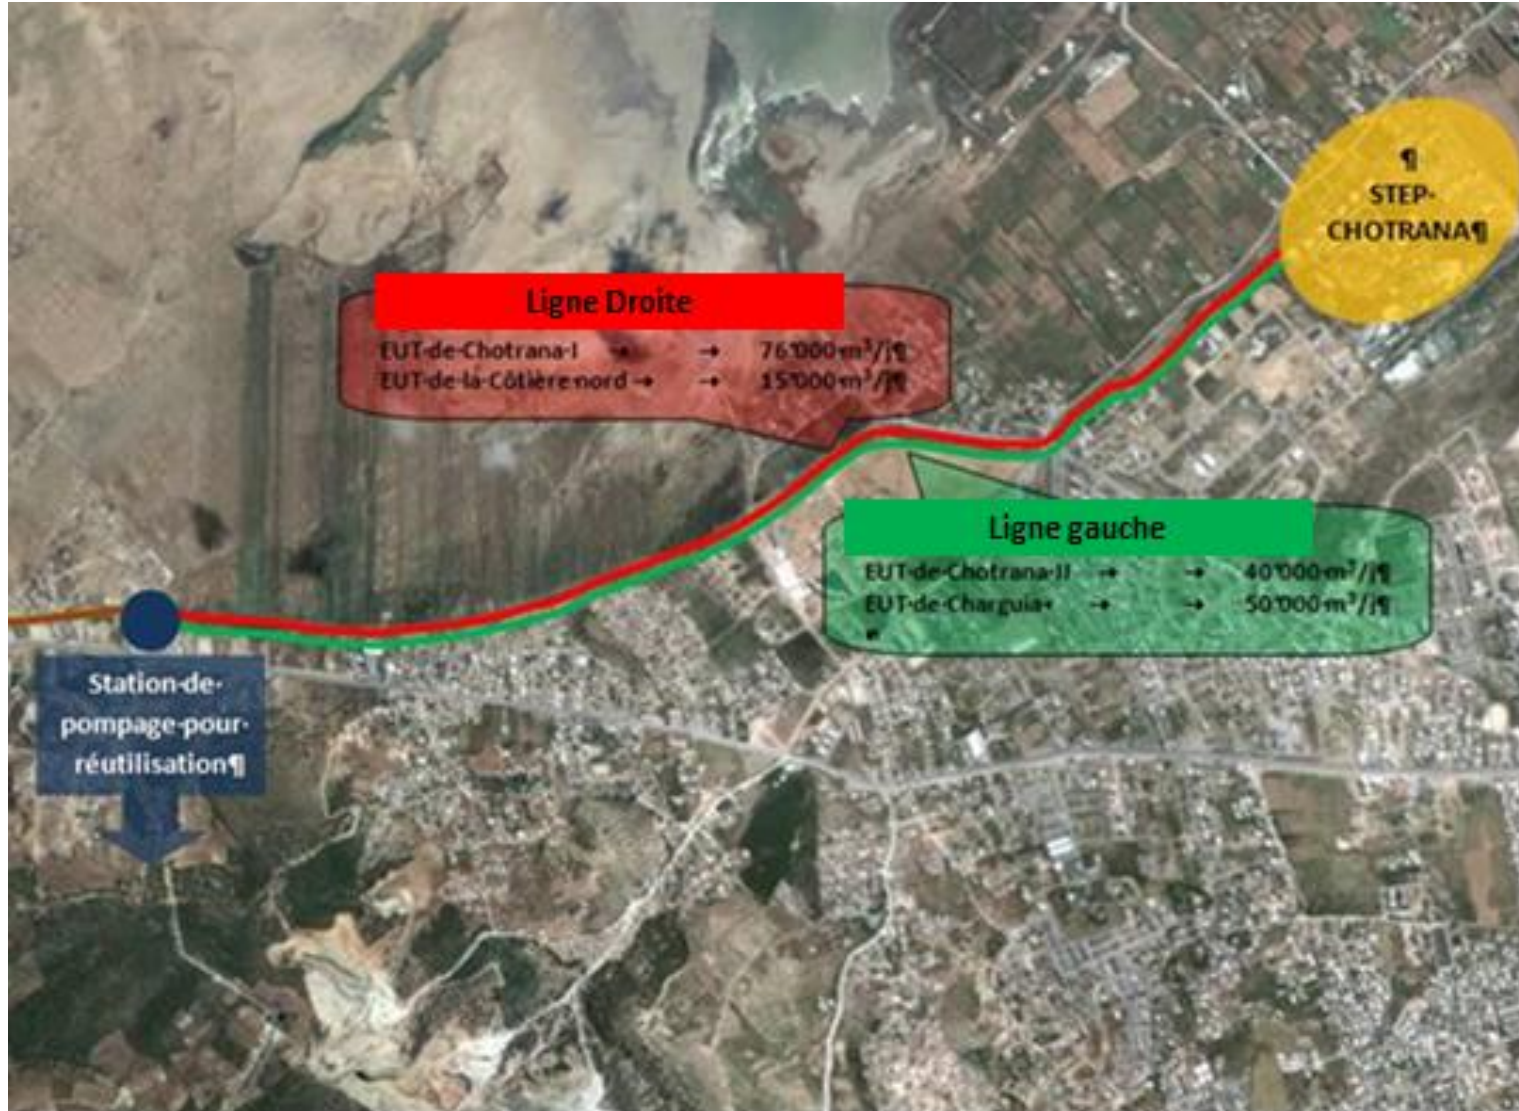 ¶
STEP-
CHOTRANA¶
Ligne Droite
EUT·de·Chotrana·I → → 76'000·m³/j¶
EUT·de·la·Côtière·nord → → 15'000·m³/j¶
Ligne gauche
EUT·de·Chotrana·II → → 40'000·m³/j¶
EUT·de·Charguia → → 50'000·m³/j¶
¶
Station·de·
pompage·pour·
réutilisation¶